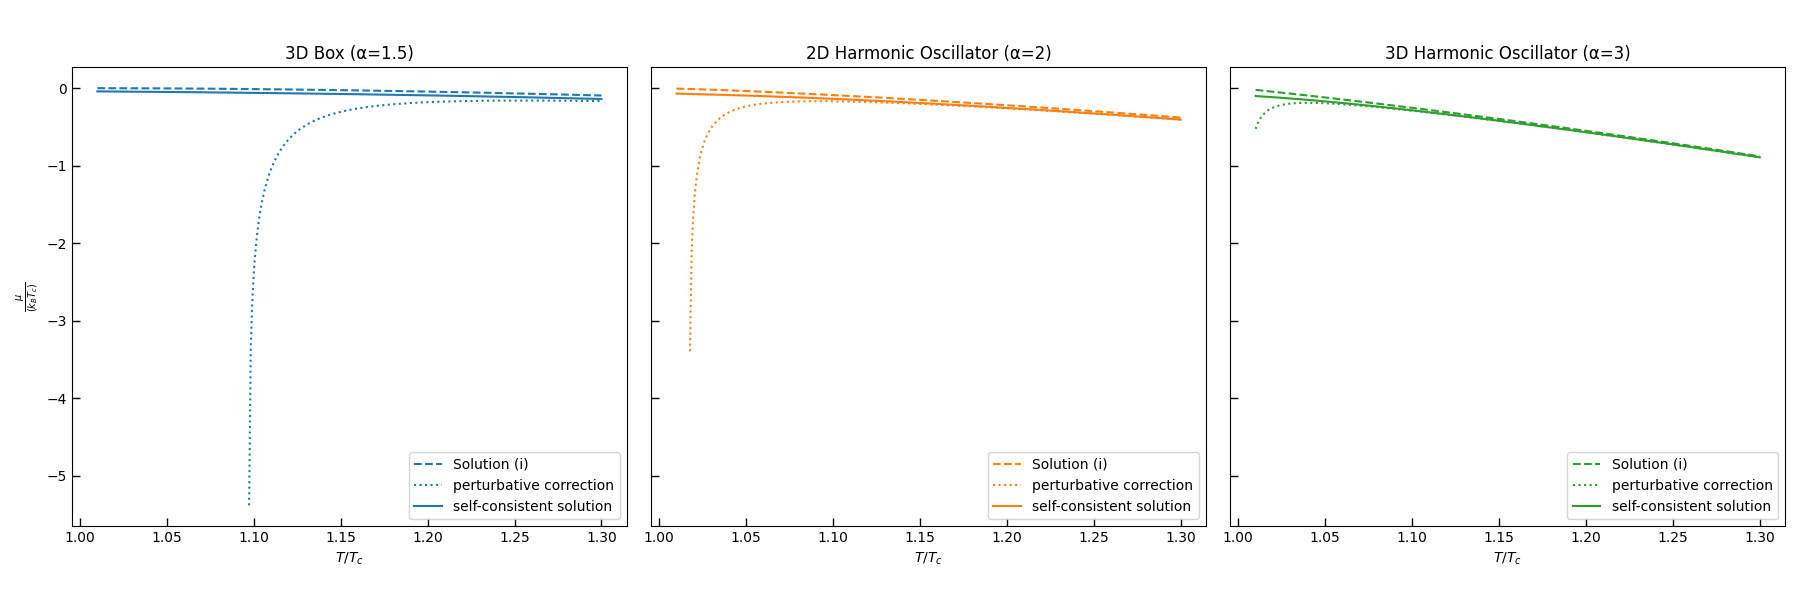 3D Box (α=1.5)
μ
(k_B T_c)
0
−1
−2
−3
−4
−5
1.00 1.05 1.10 1.15 1.20 1.25 1.30
T/T_c
Solution (i)
perturbative correction
self-consistent solution
2D Harmonic Oscillator (α=2)
1.00 1.05 1.10 1.15 1.20 1.25 1.30
T/T_c
Solution (i)
perturbative correction
self-consistent solution
3D Harmonic Oscillator (α=3)
1.00 1.05 1.10 1.15 1.20 1.25 1.30
T/T_c
Solution (i)
perturbative correction
self-consistent solution